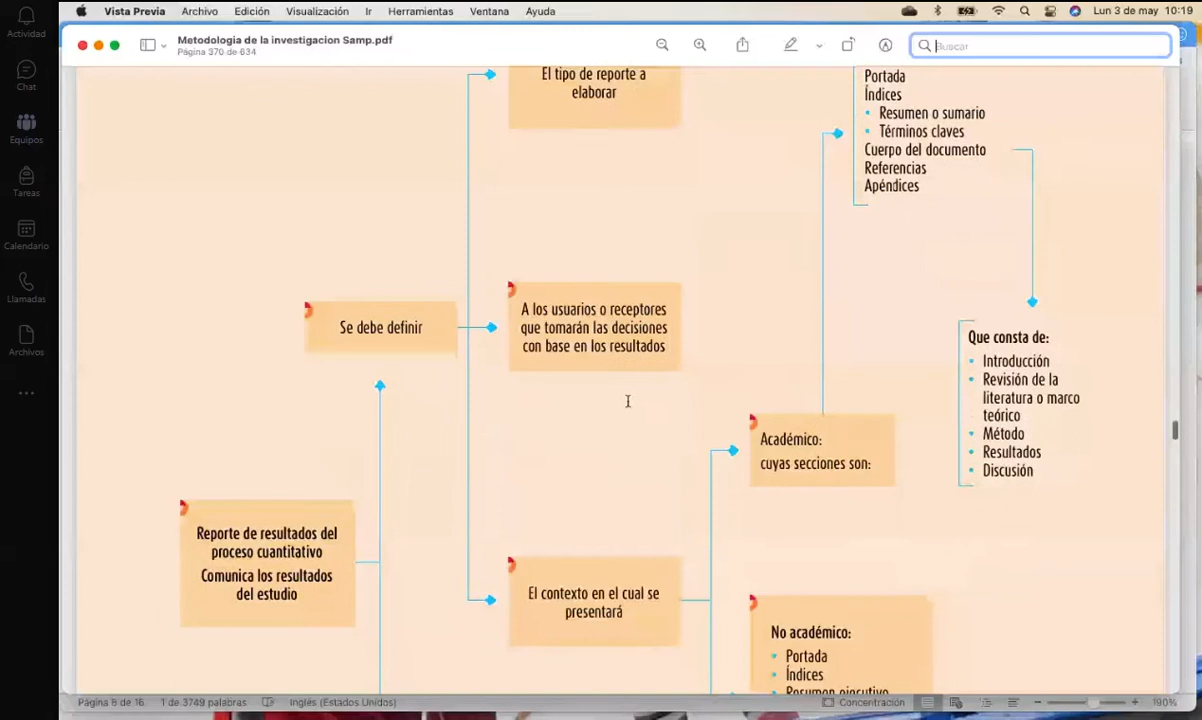 Vista Previa Archivo Edición Visualización Ir Herramientas Ventana Ayuda Lun 3 de may 10:19
Metodologia de la investigacion Samp.pdf
Página 370 de 634
Buscar
Actividad
Chat
Equipos
Tareas
Calendario
Llamadas
Archivos
El tipo de reporte a
elaborar
Portada
Índices
Resumen o sumario
Términos claves
Cuerpo del documento
Referencias
Apéndices
Se debe definir
A los usuarios o receptores
que tomarán las decisiones
con base en los resultados
Que consta de:
Introducción
Revisión de la
literatura o marco
teórico
Método
Resultados
Discusión
Académico:
cuyas secciones son:
Reporte de resultados del
proceso cuantitativo
Comunica los resultados
del estudio
El contexto en el cual se
presentará
No académico:
Portada
Índices
Resumen ejecutivo
Página 8 de 16 1 de 3749 palabras Inglés (Estados Unidos) Concentración 190%